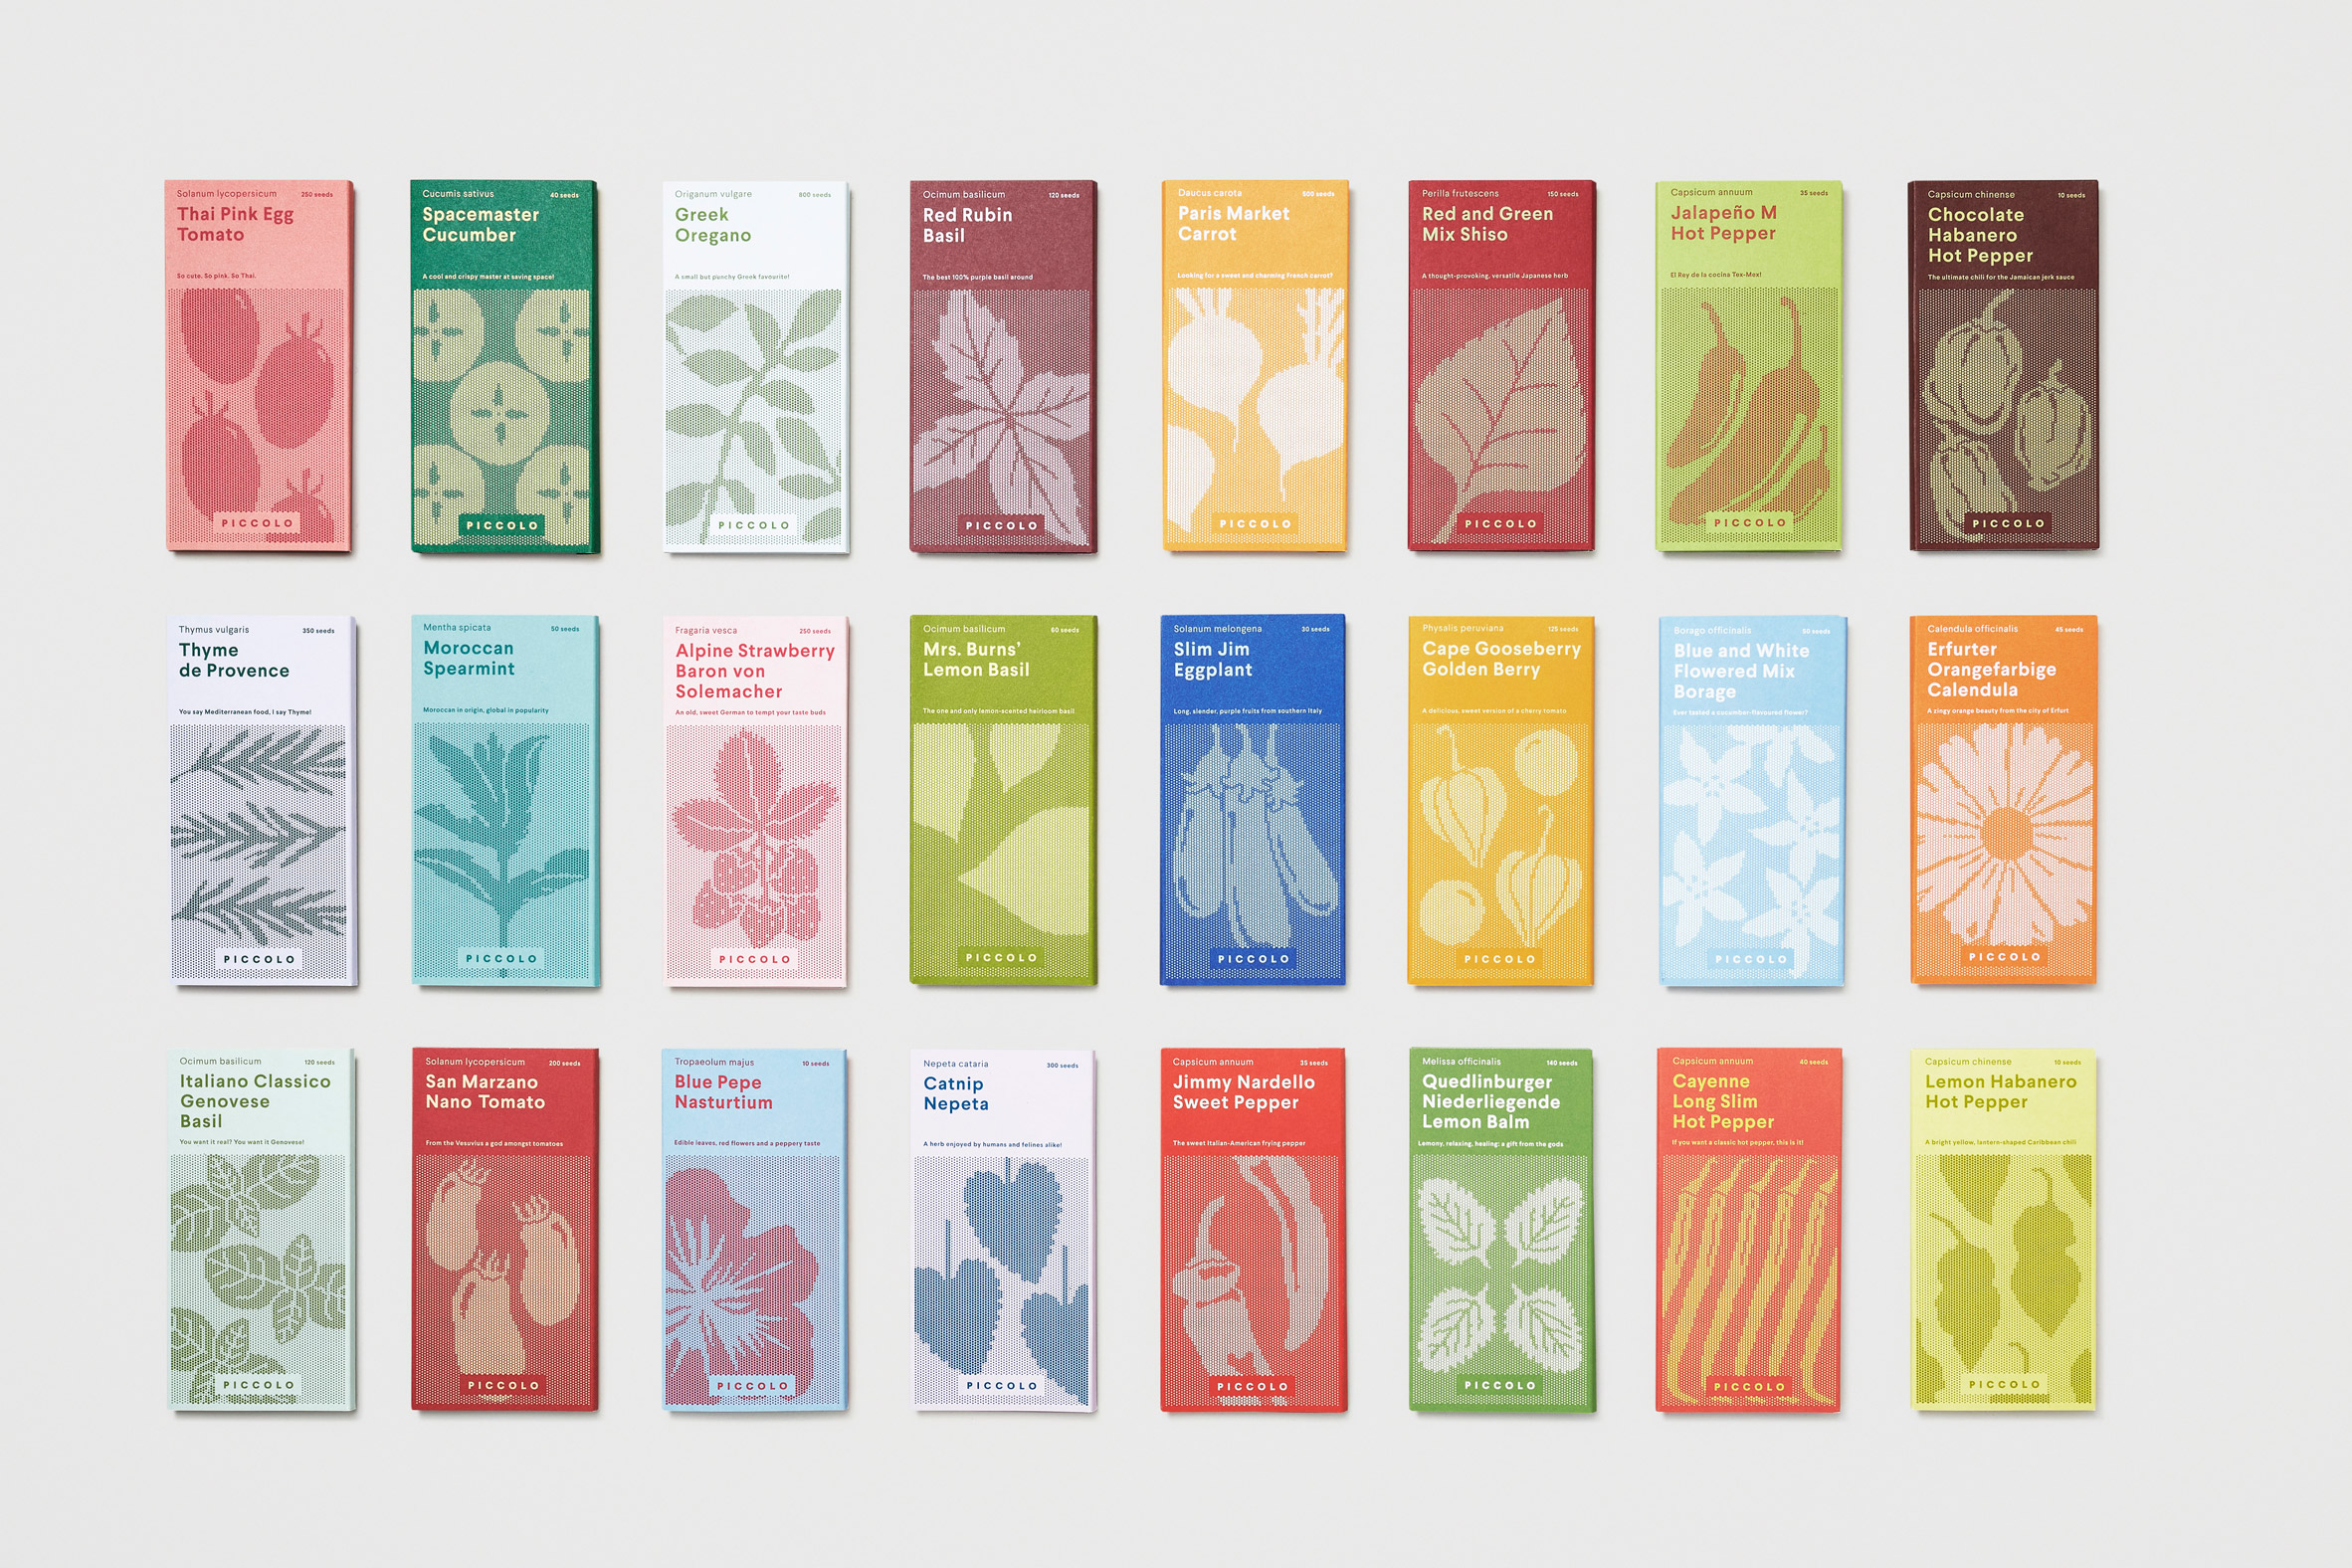 Solanum lycopersicum 250 seeds
Thai Pink Egg
Tomato
So cute. So pink. So Thai.
PICCOLO
Cucumis sativus 40 seeds
Spacemaster
Cucumber
A cool and crispy master at saving space!
PICCOLO
Origanum vulgare 800 seeds
Greek
Oregano
A small but punchy Greek favourite!
PICCOLO
Ocimum basilicum 120 seeds
Red Rubin
Basil
The best 100% purple basil around
PICCOLO
Daucus carota 500 seeds
Paris Market
Carrot
Looking for a sweet and charming French carrot?
PICCOLO
Perilla frutescens 150 seeds
Red and Green
Mix Shiso
A thought-provoking, versatile Japanese herb
PICCOLO
Capsicum annuum 35 seeds
Jalapeño M
Hot Pepper
El Rey de la cocina Tex-Mex!
PICCOLO
Capsicum chinense 10 seeds
Chocolate
Habanero
Hot Pepper
The ultimate chili for the Jamaican jerk sauce
PICCOLO
Thymus vulgaris 350 seeds
Thyme
de Provence
You say Mediterranean food, I say Thyme!
PICCOLO
Mentha spicata 50 seeds
Moroccan
Spearmint
Moroccan in origin, global in popularity
PICCOLO
Fragaria vesca 250 seeds
Alpine Strawberry
Baron von
Solemacher
An old, sweet German to tempt your taste buds
PICCOLO
Ocimum basilicum 60 seeds
Mrs. Burns’
Lemon Basil
The one and only lemon-scented heirloom basil
PICCOLO
Solanum melongena 30 seeds
Slim Jim
Eggplant
Long, slender, purple fruits from southern Italy
PICCOLO
Physalis peruviana 125 seeds
Cape Gooseberry
Golden Berry
A delicious, sweet version of a cherry tomato
PICCOLO
Borago officinalis 50 seeds
Blue and White
Flowered Mix
Borage
Ever tasted a cucumber-flavoured flower?
PICCOLO
Calendula officinalis 45 seeds
Erfurter
Orangefarbige
Calendula
A zingy orange beauty from the city of Erfurt
PICCOLO
Ocimum basilicum 120 seeds
Italiano Classico
Genovese
Basil
You want it real? You want it Genovese!
PICCOLO
Solanum lycopersicum 200 seeds
San Marzano
Nano Tomato
From the Vesuvius a god amongst tomatoes
PICCOLO
Tropaeolum majus 10 seeds
Blue Pepe
Nasturtium
Edible leaves, red flowers and a peppery taste
PICCOLO
Nepeta cataria 300 seeds
Catnip
Nepeta
A herb enjoyed by humans and felines alike!
PICCOLO
Capsicum annuum 35 seeds
Jimmy Nardello
Sweet Pepper
The sweet Italian-American frying pepper
PICCOLO
Melissa officinalis 140 seeds
Quedlinburger
Niederliegende
Lemon Balm
Lemony, relaxing, healing: a gift from the gods
PICCOLO
Capsicum annuum 40 seeds
Cayenne
Long Slim
Hot Pepper
If you want a classic hot pepper, this is it!
PICCOLO
Capsicum chinense 10 seeds
Lemon Habanero
Hot Pepper
A bright yellow, lantern-shaped Caribbean chili
PICCOLO